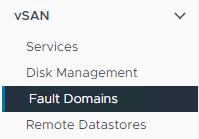 vSAN
Services
Disk Management
Fault Domains
Remote Datastores